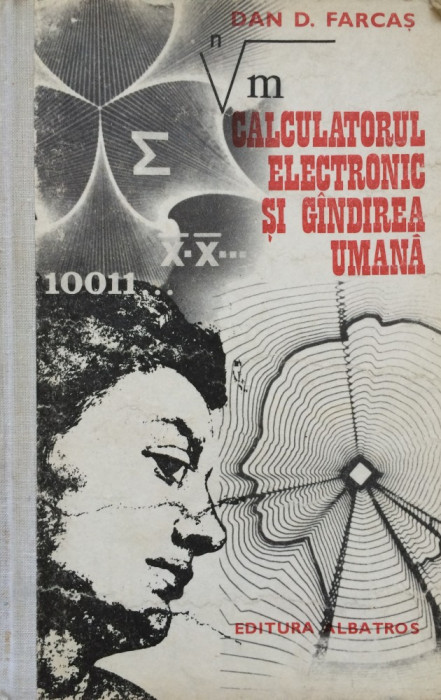 DAN D. FARCAȘ
n√m
CALCULATORUL
ELECTRONIC
ȘI GÎNDIREA
UMANĂ
Σ
X̅·X̅...
10011...
EDITURA ALBATROS